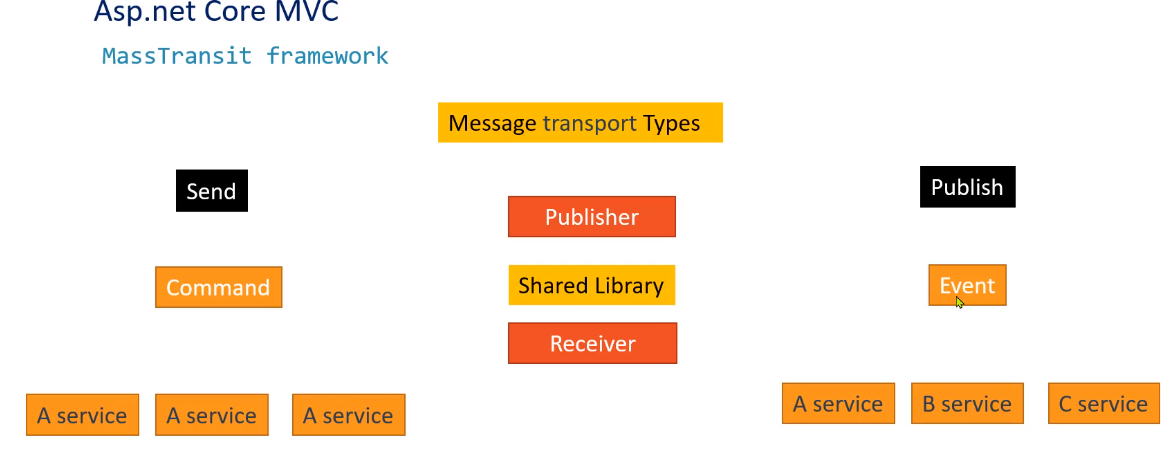 Asp.net Core MVC
MassTransit framework
Message transport Types
Send
Publisher
Publish
Command
Shared Library
Event
Receiver
A service
A service
A service
A service
B service
C service